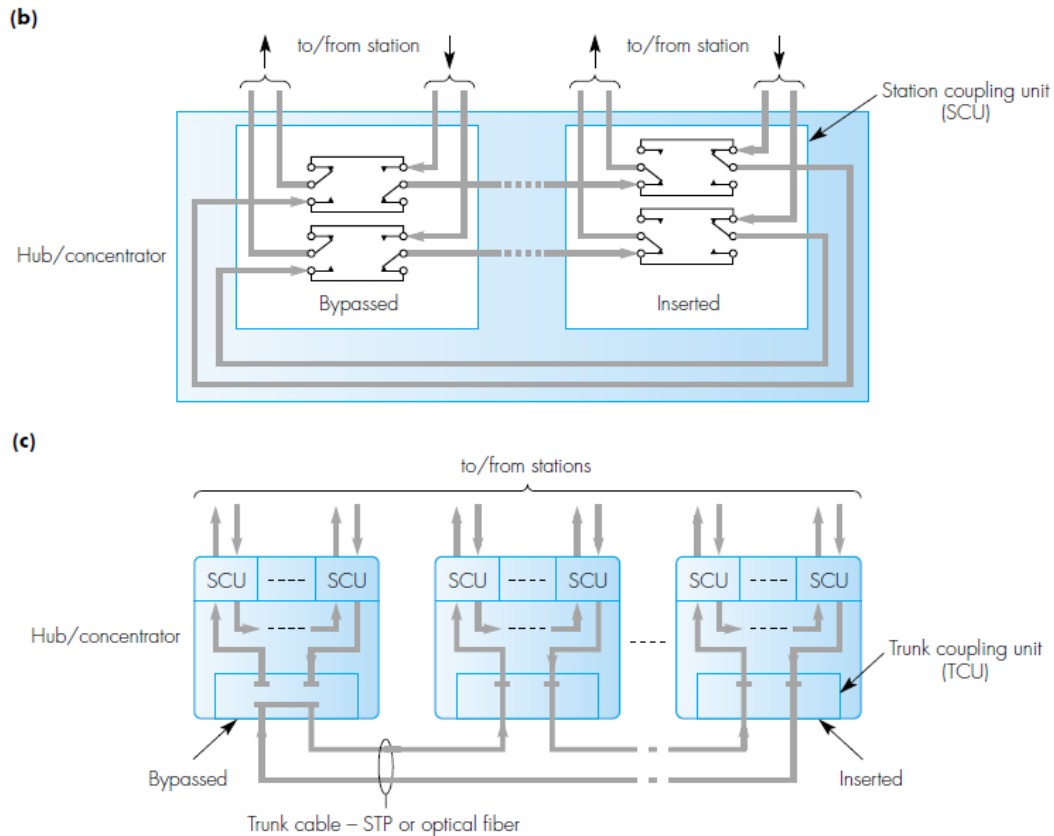 (b)
to/from station
to/from station
Station coupling unit
(SCU)
Hub/concentrator
Bypassed
Inserted
(c)
to/from stations
SCU
SCU
SCU
SCU
SCU
SCU
Hub/concentrator
Trunk coupling unit
(TCU)
Bypassed
Inserted
Trunk cable – STP or optical fiber